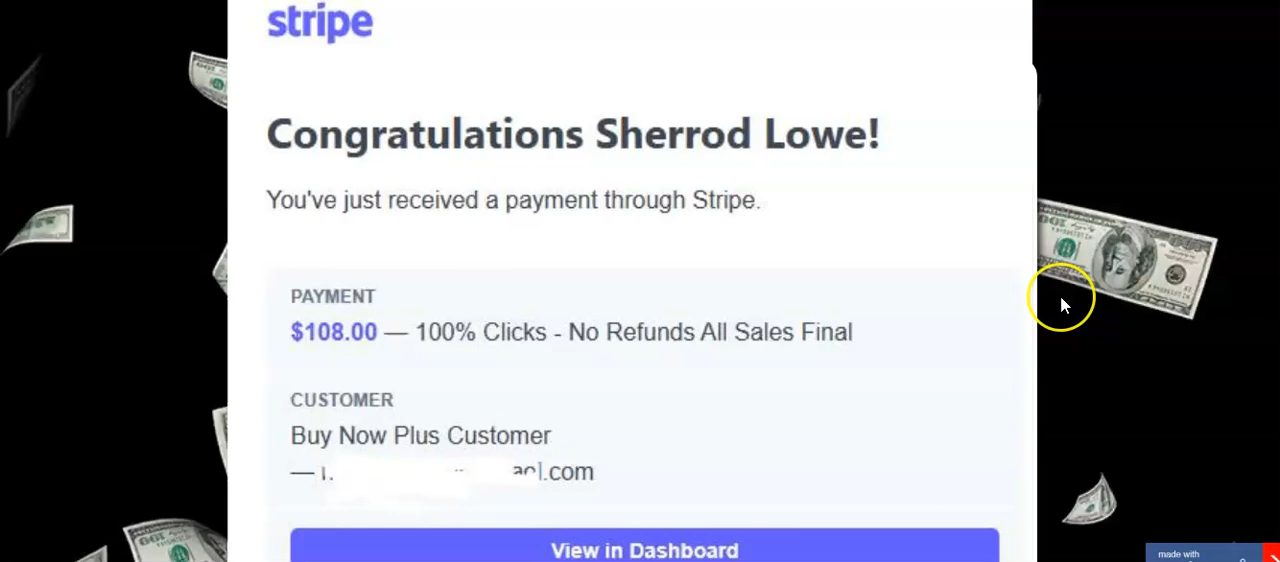 stripe
Congratulations Sherrod Lowe!
You've just received a payment through Stripe.
PAYMENT
$108.00 — 100% Clicks - No Refunds All Sales Final
CUSTOMER
Buy Now Plus Customer
.com
View in Dashboard
made with